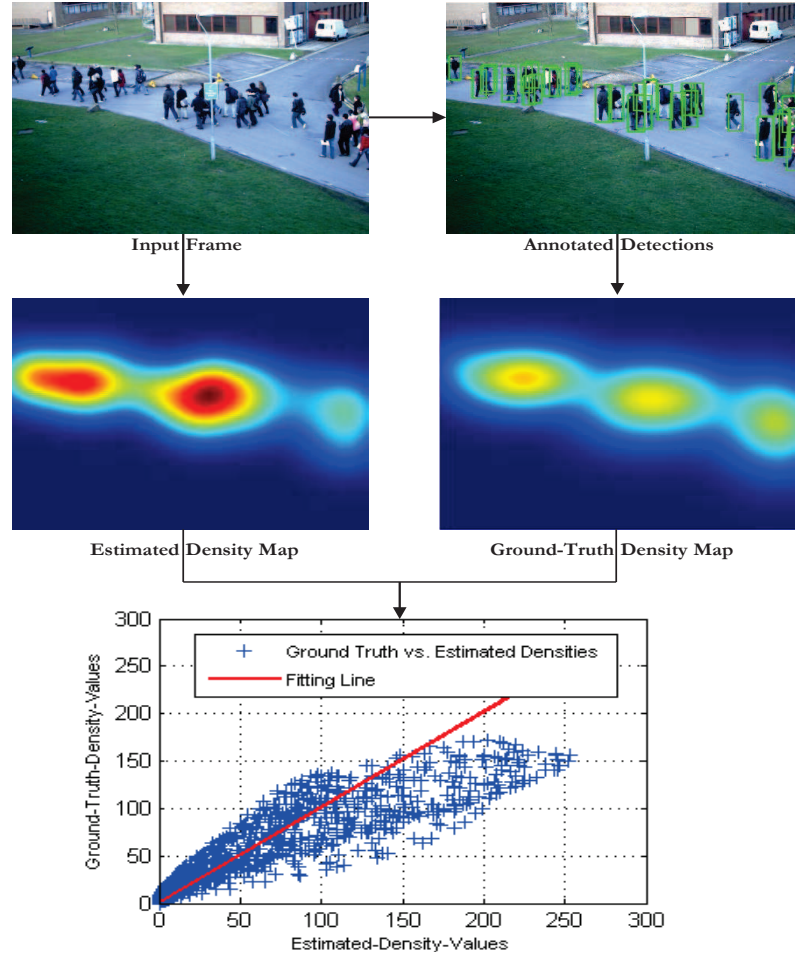 Input Frame
Annotated Detections
Estimated Density Map
Ground-Truth Density Map
300
250
200
150
100
50
0
Ground-Truth-Density-Values
Ground Truth vs. Estimated Densities
Fitting Line
0 50 100 150 200 250 300
Estimated-Density-Values